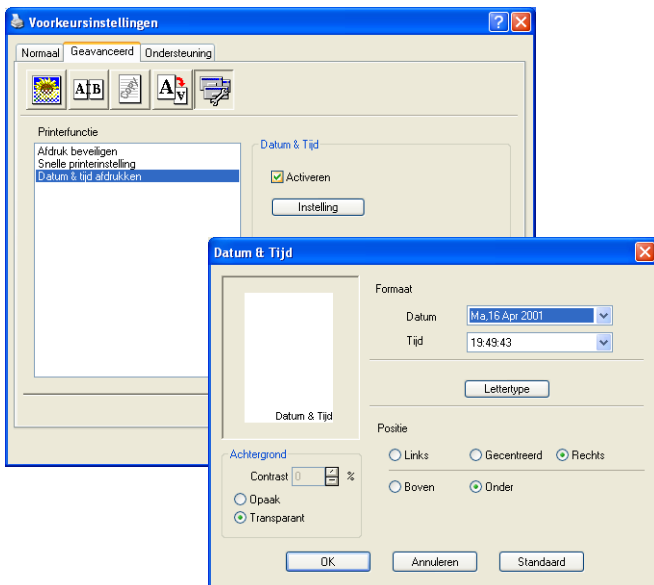 Voorkeursinstellingen
Normaal Geavanceerd Ondersteuning
A B
A V
Printerfunctie
Afdruk beveiligen
Snelle printerinstelling
Datum & tijd afdrukken
Datum & Tijd
Activeren
Instelling
Datum & Tijd
Datum & Tijd
Formaat
Datum Ma,16 Apr 2001
Tijd 19:49:43
Lettertype
Positie
Links Gecentreerd Rechts
Boven Onder
Achtergrond
Contrast 0 %
Opaak
Transparant
OK Annuleren Standaard